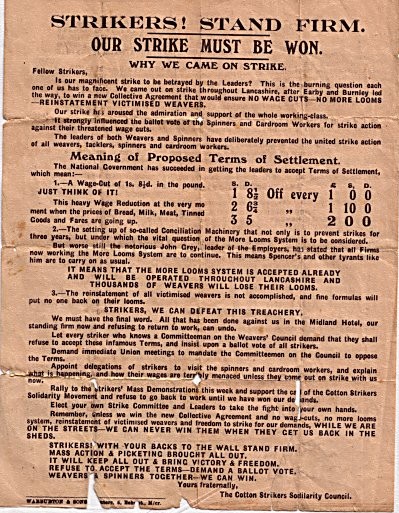 STRIKERS! STAND FIRM.
OUR STRIKE MUST BE WON.
WHY WE CAME ON STRIKE.
Fellow Strikers,
Is our magnificent strike to be betrayed by the Leaders? This is the burning question each
one of us has to face. We came out on strike throughout Lancashire, after Earby and Burnley led
the way, to win a new Collective Agreement that would ensure NO WAGE CUTS—NO MORE LOOMS
—REINSTATEMENT VICTIMISED WEAVERS.
Our strike has aroused the admiration and support of the whole working-class.
It strongly influenced the ballot vote of the Spinners and Cardroom Workers for strike action
against their threatened wage cuts.
The leaders of both Weavers and Spinners have deliberately prevented the united strike action
of all weavers, tacklers, spinners and cardroom workers.
Meaning of Proposed Terms of Settlement.
The National Government has succeeded in getting the leaders to accept Terms of Settlement,
which mean:—
1.—A Wage-Cut of 1s. 8½d. in the pound.
JUST THINK OF IT!
This heavy Wage Reduction at the very mo
ment when the prices of Bread, Milk, Meat, Tinned
Goods and Fares are going up.
S. D. £ S. D.
1 8½ Off every 1 0 0
2 6¾ ,, 1 10 0
3 5 ,, 2 0 0
2.—The setting up of so-called Conciliation Machinery that not only is to prevent strikes for
three years, but under which the vital question of the More Looms System is to be considered.
But worse still the notorious John Grey, leader of the Employers, has stated that all Firms
now working the More Looms System are to continue. This means Spencer's and other tyrants like
him are to carry on as usual.
IT MEANS THAT THE MORE LOOMS SYSTEM IS ACCEPTED ALREADY
AND WILL BE OPERATED THROUGHOUT LANCASHIRE AND
THOUSANDS OF WEAVERS WILL LOSE THEIR LOOMS.
3.—The reinstatement of all victimised weavers is not accomplished, and fine formulas will
put no one back on their looms.
STRIKERS, WE CAN DEFEAT THIS TREACHERY.
We must have the final word. All that has been done against us in the Midland Hotel, our
standing firm now and refusing to return to work, can undo.
Let every striker who knows a Committeeman on the Weavers' Council demand that they shall
refuse to accept these infamous Terms, and insist upon a ballot vote of all strikers.
Demand immediate Union meetings to mandate the Committeemen on the Council to oppose
the Terms.
Appoint delegations of strikers to visit the spinners and cardroom workers, and explain
what is happening, and how their wages are terribly menaced unless they come out on strike with us
now.
Rally to the strikers' Mass Demonstrations this week and support the call of the Cotton Strikers
Solidarity Movement and refuse to go back to work until we have won our demands.
Elect your own Strike Committee and Leaders to take the fight into your own hands.
Remember, unless we win the new Collective Agreement and no wage-cuts, no more looms
system, reinstatement of victimised weavers and freedom to strike for our demands, WHILE WE ARE
ON THE STREETS—WE CAN NEVER WIN THEM WHEN THEY GET US BACK IN THE
SHEDS.
STRIKERS WITH YOUR BACKS TO THE WALL STAND FIRM.
MASS ACTION & PICKETING BROUGHT ALL OUT.
IT WILL KEEP ALL OUT & BRING VICTORY & FREEDOM.
REFUSE TO ACCEPT THE TERMS—DEMAND A BALLOT VOTE.
WEAVERS & SPINNERS TOGETHER—WE CAN WIN.
Yours fraternally,
The Cotton Strikers Sodilarity Council.
WARBURTON & SONS